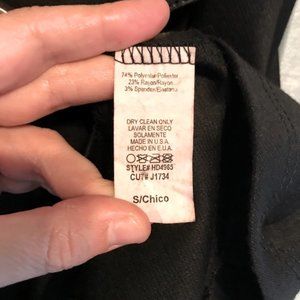 74% Polyester/Poliester
23% Rayon/Rayon
3% Spandex/Elastano
DRY CLEAN ONLY
LAVAR EN SECO
SOLAMENTE
MADE IN U.S.A.
HECHO EN E.U.A.
STYLE# HD4985
CUT# J1734
S/Chico